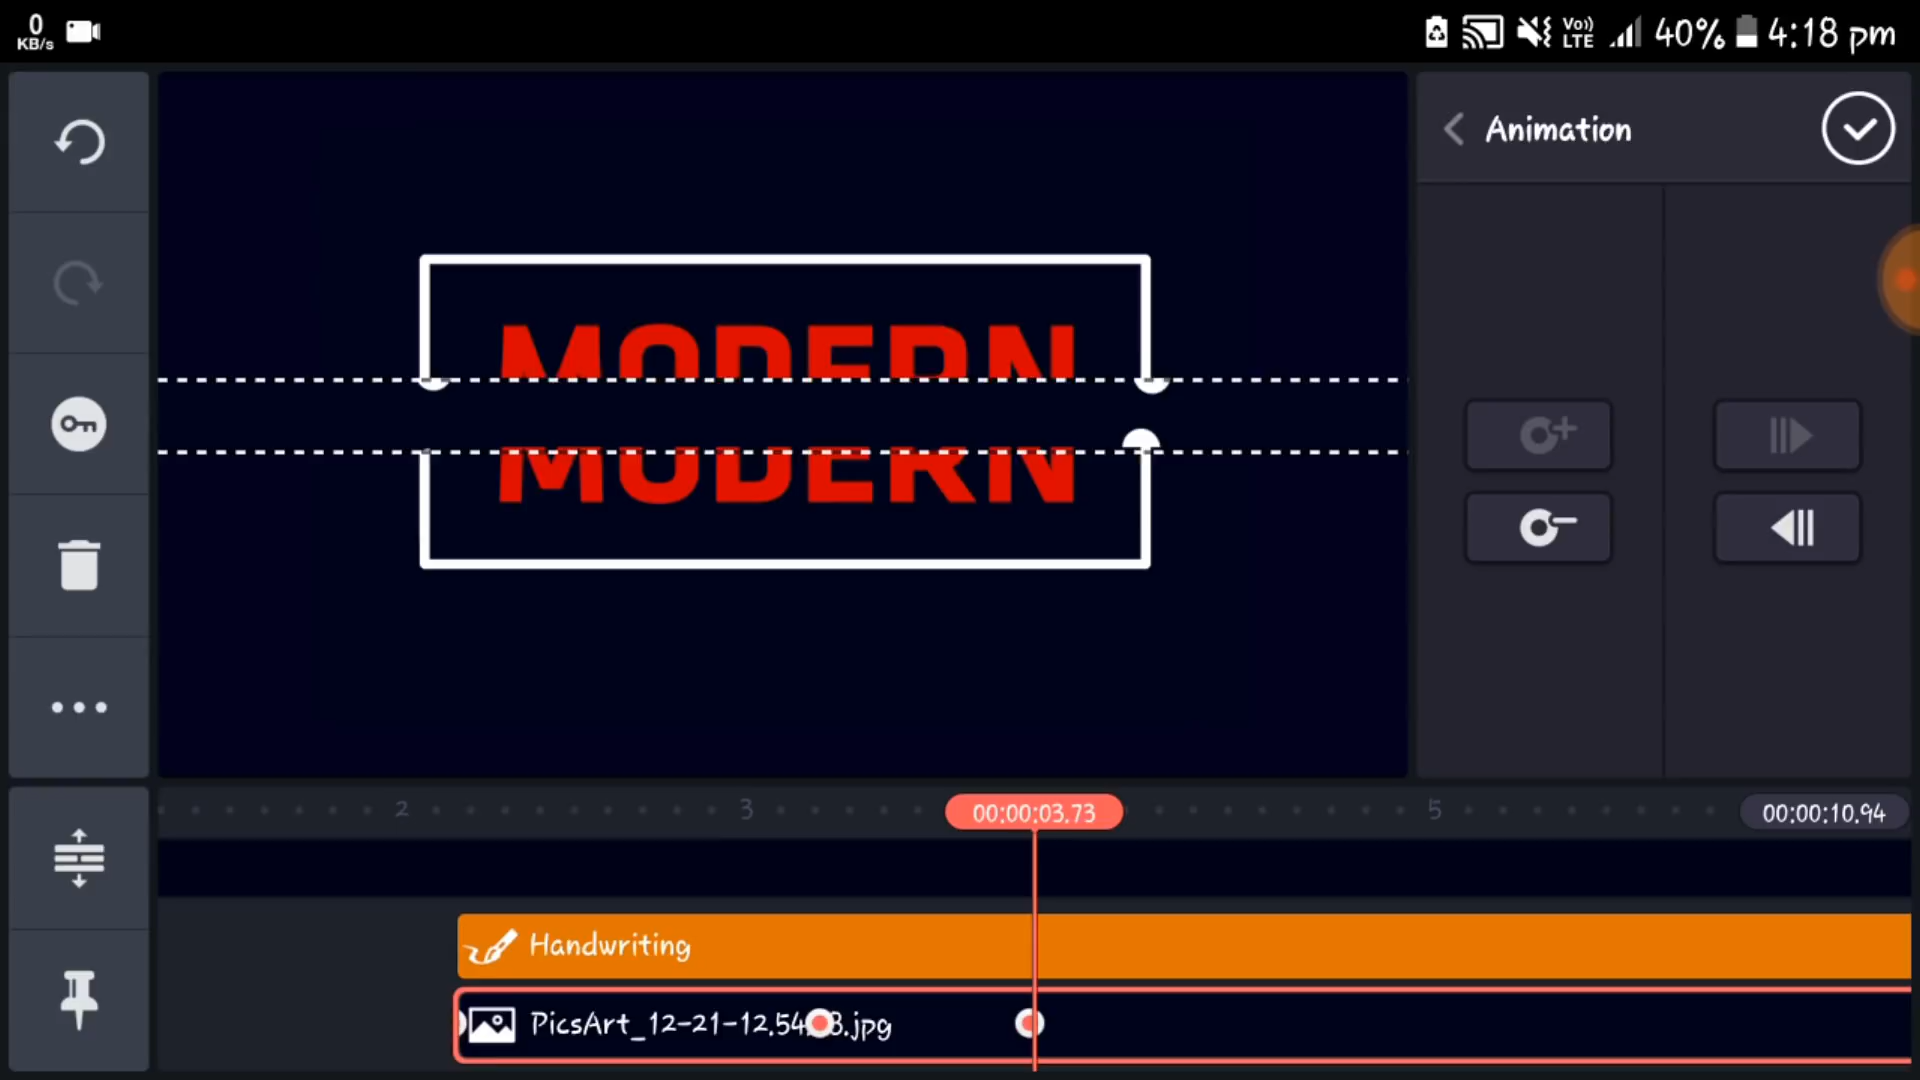 0
KB/s
Vo))
LTE
40%
4:18 pm
Animation
MODERN
MODERN
2
3
00:00:03.73
5
00:00:10.94
Handwriting
PicsArt_12-21-12.54 3.jpg